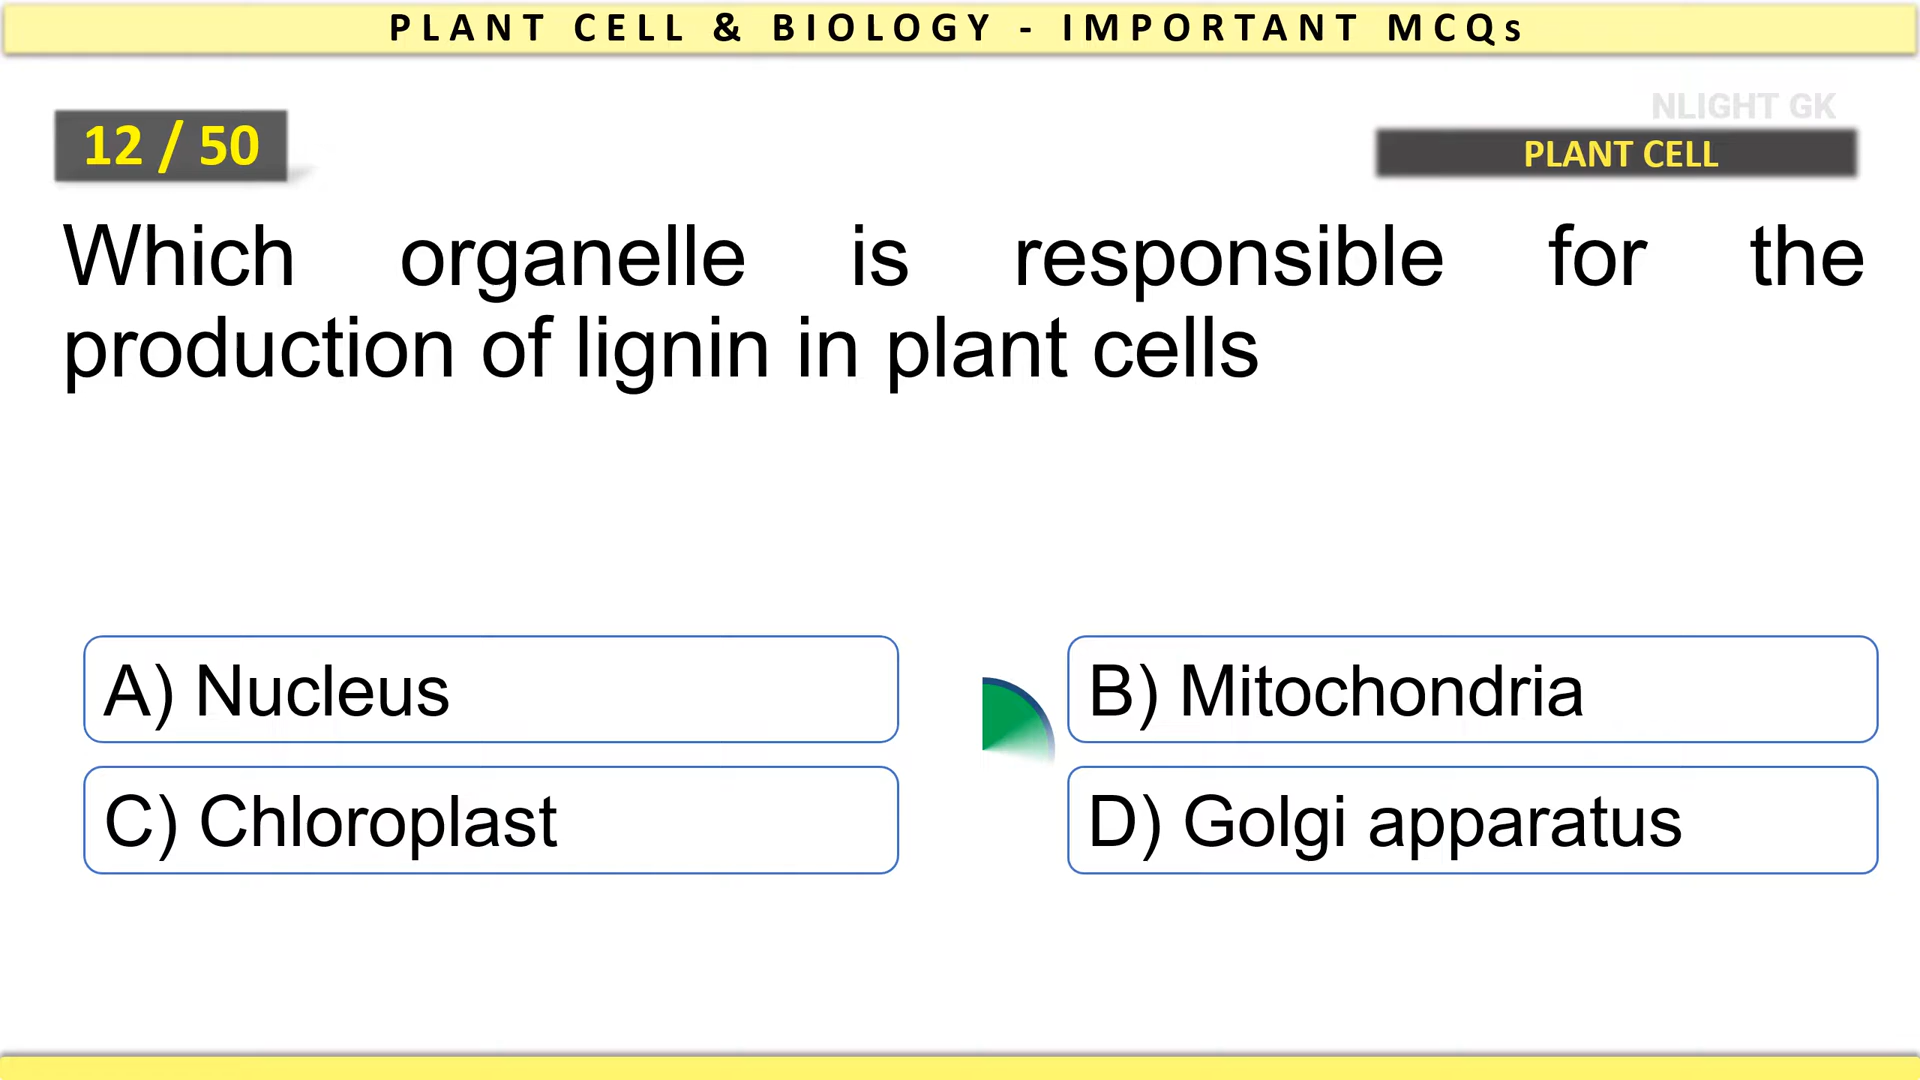 PLANT CELL & BIOLOGY - IMPORTANT MCQs
NLIGHT GK
12 / 50
PLANT CELL
Which organelle is responsible for the
production of lignin in plant cells
A) Nucleus
B) Mitochondria
C) Chloroplast
D) Golgi apparatus